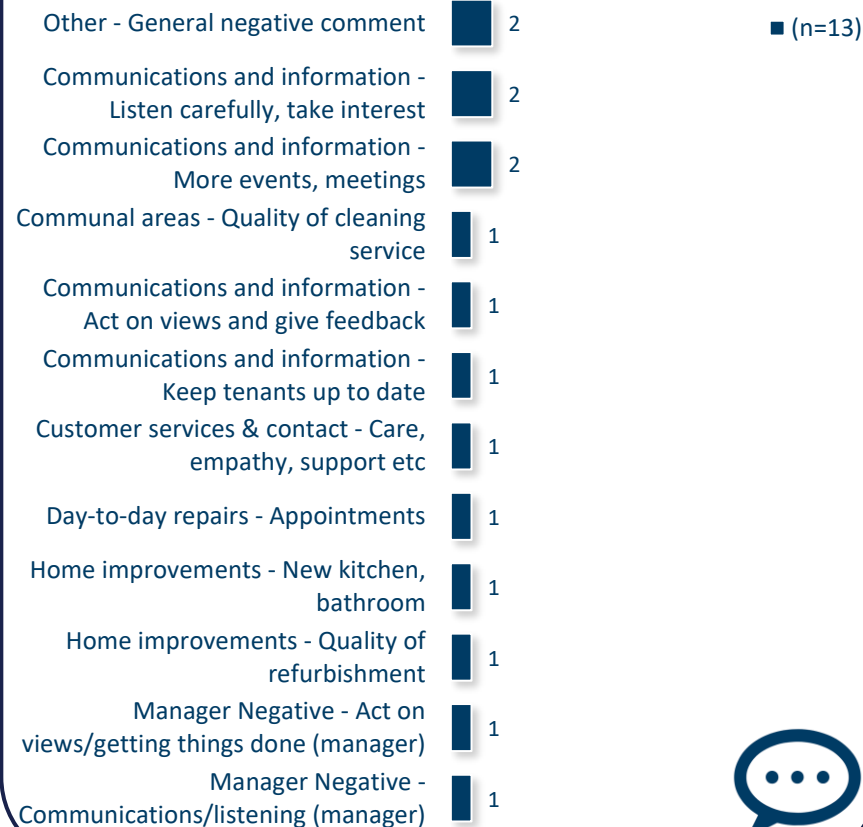 Other - General negative comment 2
(n=13)
Communications and information -
Listen carefully, take interest 2
Communications and information -
More events, meetings 2
Communal areas - Quality of cleaning
service 1
Communications and information -
Act on views and give feedback 1
Communications and information -
Keep tenants up to date 1
Customer services & contact - Care,
empathy, support etc 1
Day-to-day repairs - Appointments 1
Home improvements - New kitchen,
bathroom 1
Home improvements - Quality of
refurbishment 1
Manager Negative - Act on
views/getting things done (manager) 1
Manager Negative -
Communications/listening (manager) 1